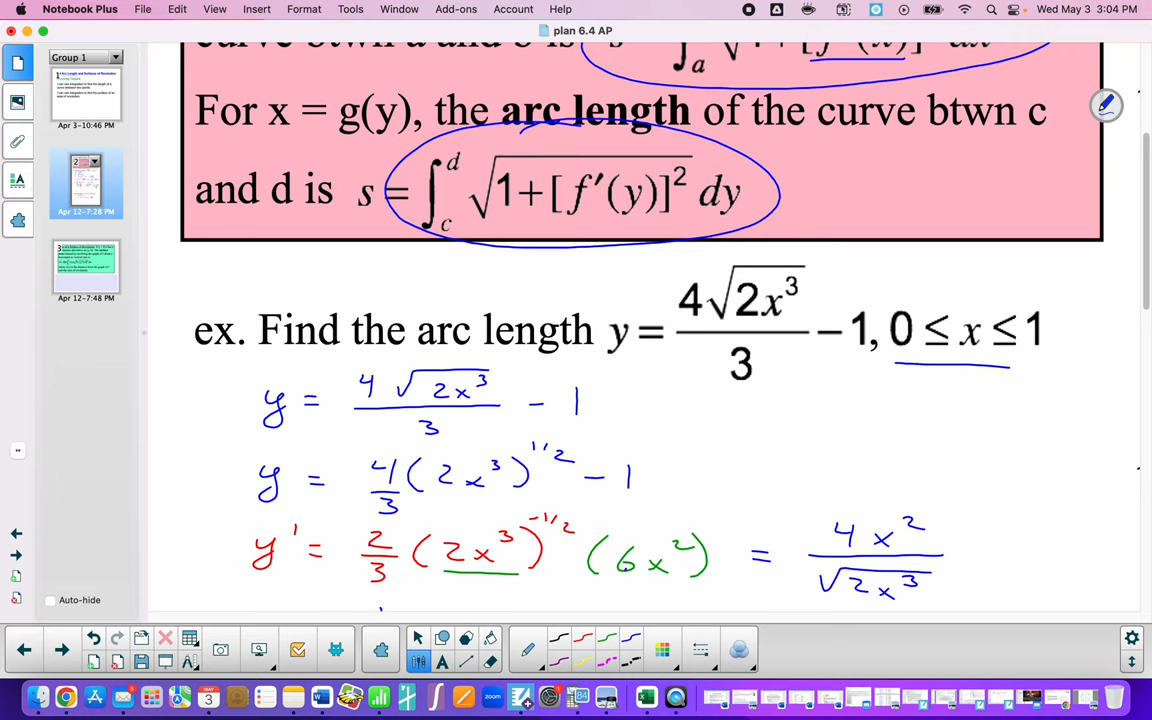 Notebook Plus File Edit View Insert Format Tools Window Add-ons Account Help Wed May 3 3:04 PM
plan 6.4 AP
Group 1
Apr 3-10:46 PM
2
Apr 12-7:28 PM
3
Apr 12-7:48 PM
Auto-hide
For x = g(y), the arc length of the curve btwn c
and d is s = ∫_c^d √(1+[f′(y)]²) dy
ex. Find the arc length y = 4√(2x³)/3 − 1, 0 ≤ x ≤ 1
y = 4√(2x³)/3 − 1
y = 4/3 (2x³)^1/2 − 1
y' = 2/3 (2x³)^-1/2 (6x²) = 4x²/√(2x³)